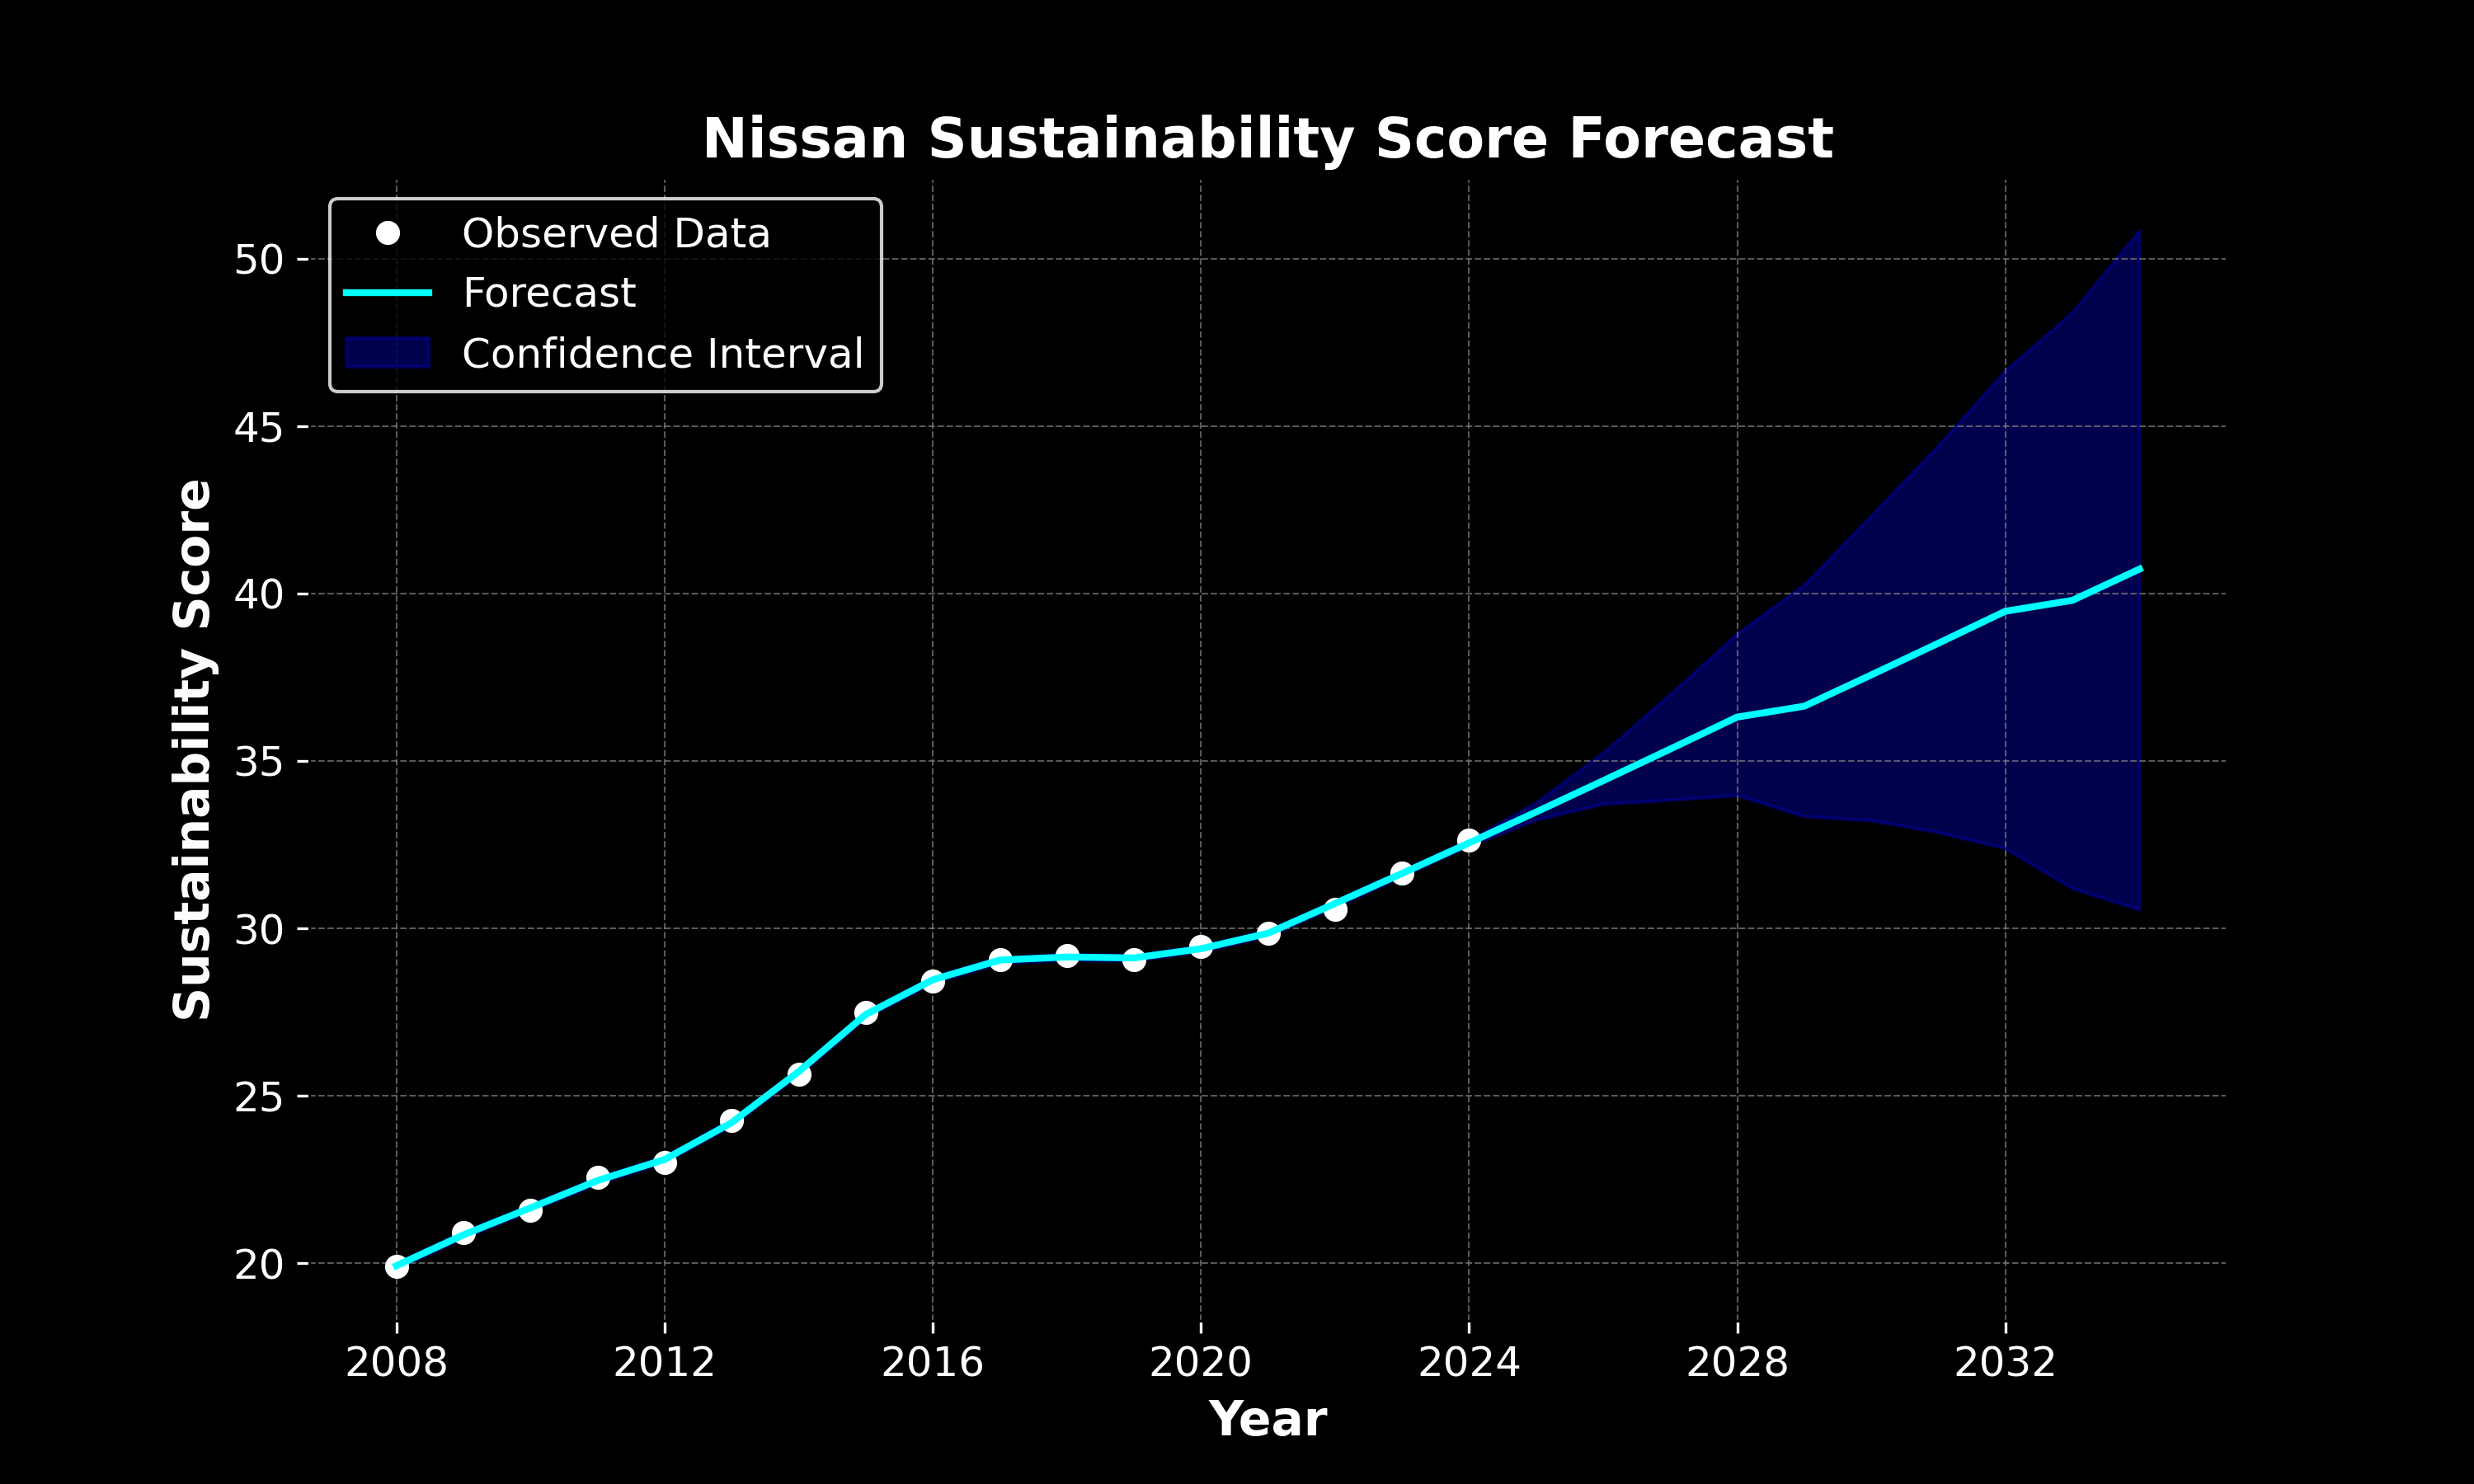 Nissan Sustainability Score Forecast
Observed Data
Forecast
Confidence Interval
Sustainability Score
50
45
40
35
30
25
20
2008 2012 2016 2020 2024 2028 2032
Year